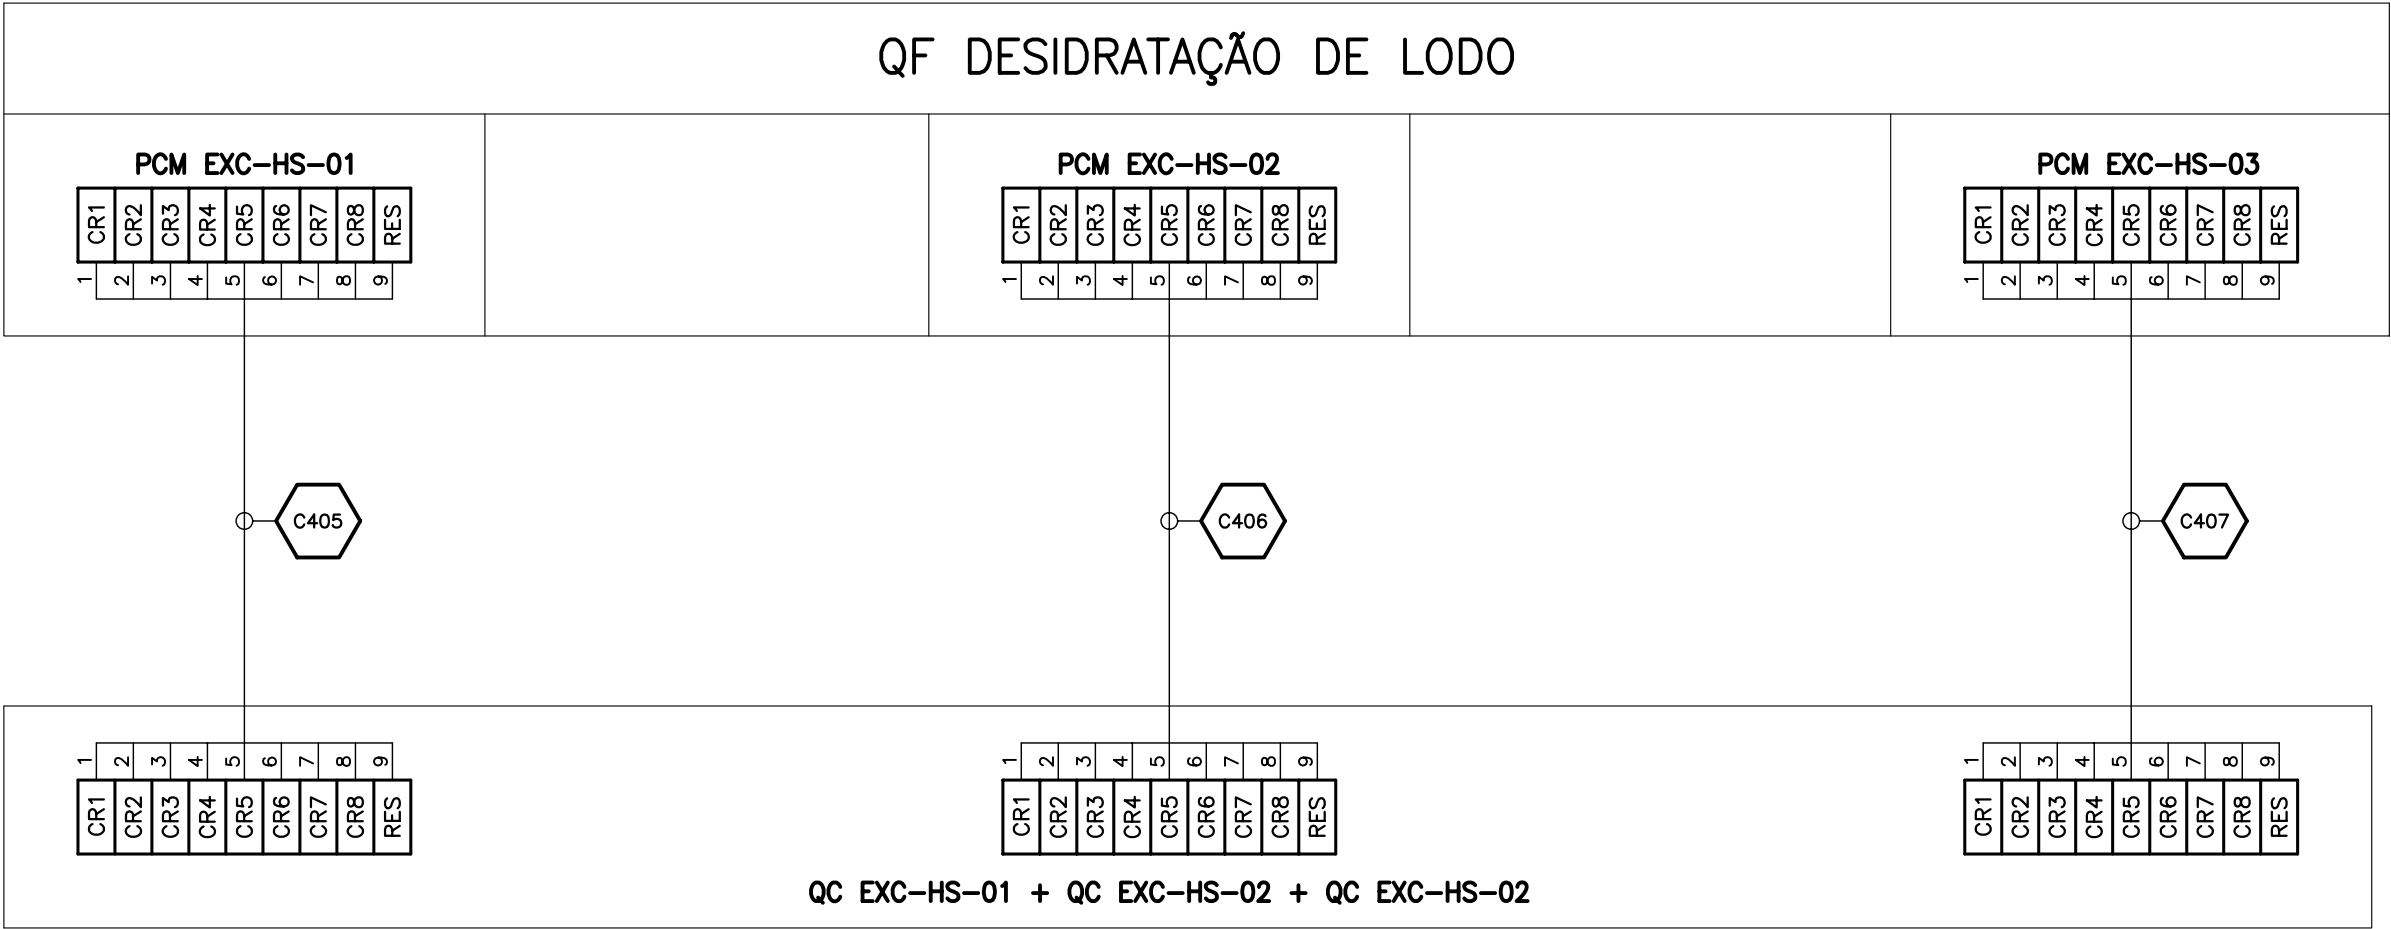 QF DESIDRATAÇÃO DE LODO
PCM EXC-HS-01 PCM EXC-HS-02 PCM EXC-HS-03
CR1 CR2 CR3 CR4 CR5 CR6 CR7 CR8 RES CR1 CR2 CR3 CR4 CR5 CR6 CR7 CR8 RES CR1 CR2 CR3 CR4 CR5 CR6 CR7 CR8 RES
1 2 3 4 5 6 7 8 9 1 2 3 4 5 6 7 8 9 1 2 3 4 5 6 7 8 9
C405 C406 C407
1 2 3 4 5 6 7 8 9 1 2 3 4 5 6 7 8 9 1 2 3 4 5 6 7 8 9
CR1 CR2 CR3 CR4 CR5 CR6 CR7 CR8 RES CR1 CR2 CR3 CR4 CR5 CR6 CR7 CR8 RES CR1 CR2 CR3 CR4 CR5 CR6 CR7 CR8 RES
QC EXC-HS-01 + QC EXC-HS-02 + QC EXC-HS-02